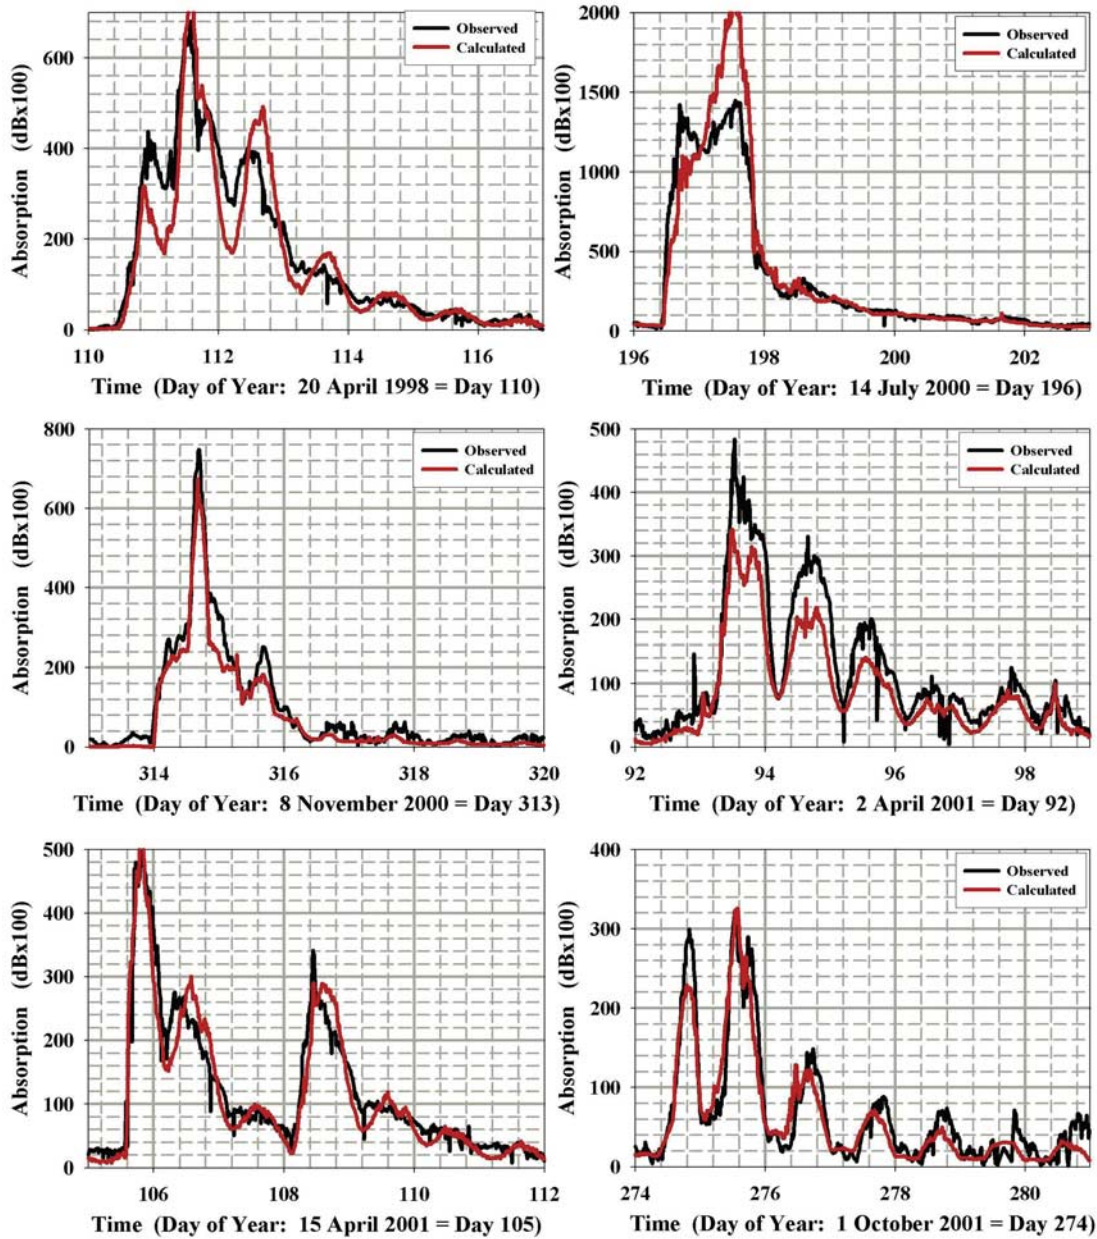 Absorption (dBx100)
600
400
200
0
Observed
Calculated
110 112 114 116
Time (Day of Year: 20 April 1998 = Day 110)
Absorption (dBx100)
2000
1500
1000
500
0
Observed
Calculated
196 198 200 202
Time (Day of Year: 14 July 2000 = Day 196)
Absorption (dBx100)
800
600
400
200
0
Observed
Calculated
314 316 318 320
Time (Day of Year: 8 November 2000 = Day 313)
Absorption (dBx100)
500
400
300
200
100
0
Observed
Calculated
92 94 96 98
Time (Day of Year: 2 April 2001 = Day 92)
Absorption (dBx100)
500
400
300
200
100
0
106 108 110 112
Time (Day of Year: 15 April 2001 = Day 105)
Absorption (dBx100)
400
300
200
100
0
Observed
Calculated
274 276 278 280
Time (Day of Year: 1 October 2001 = Day 274)